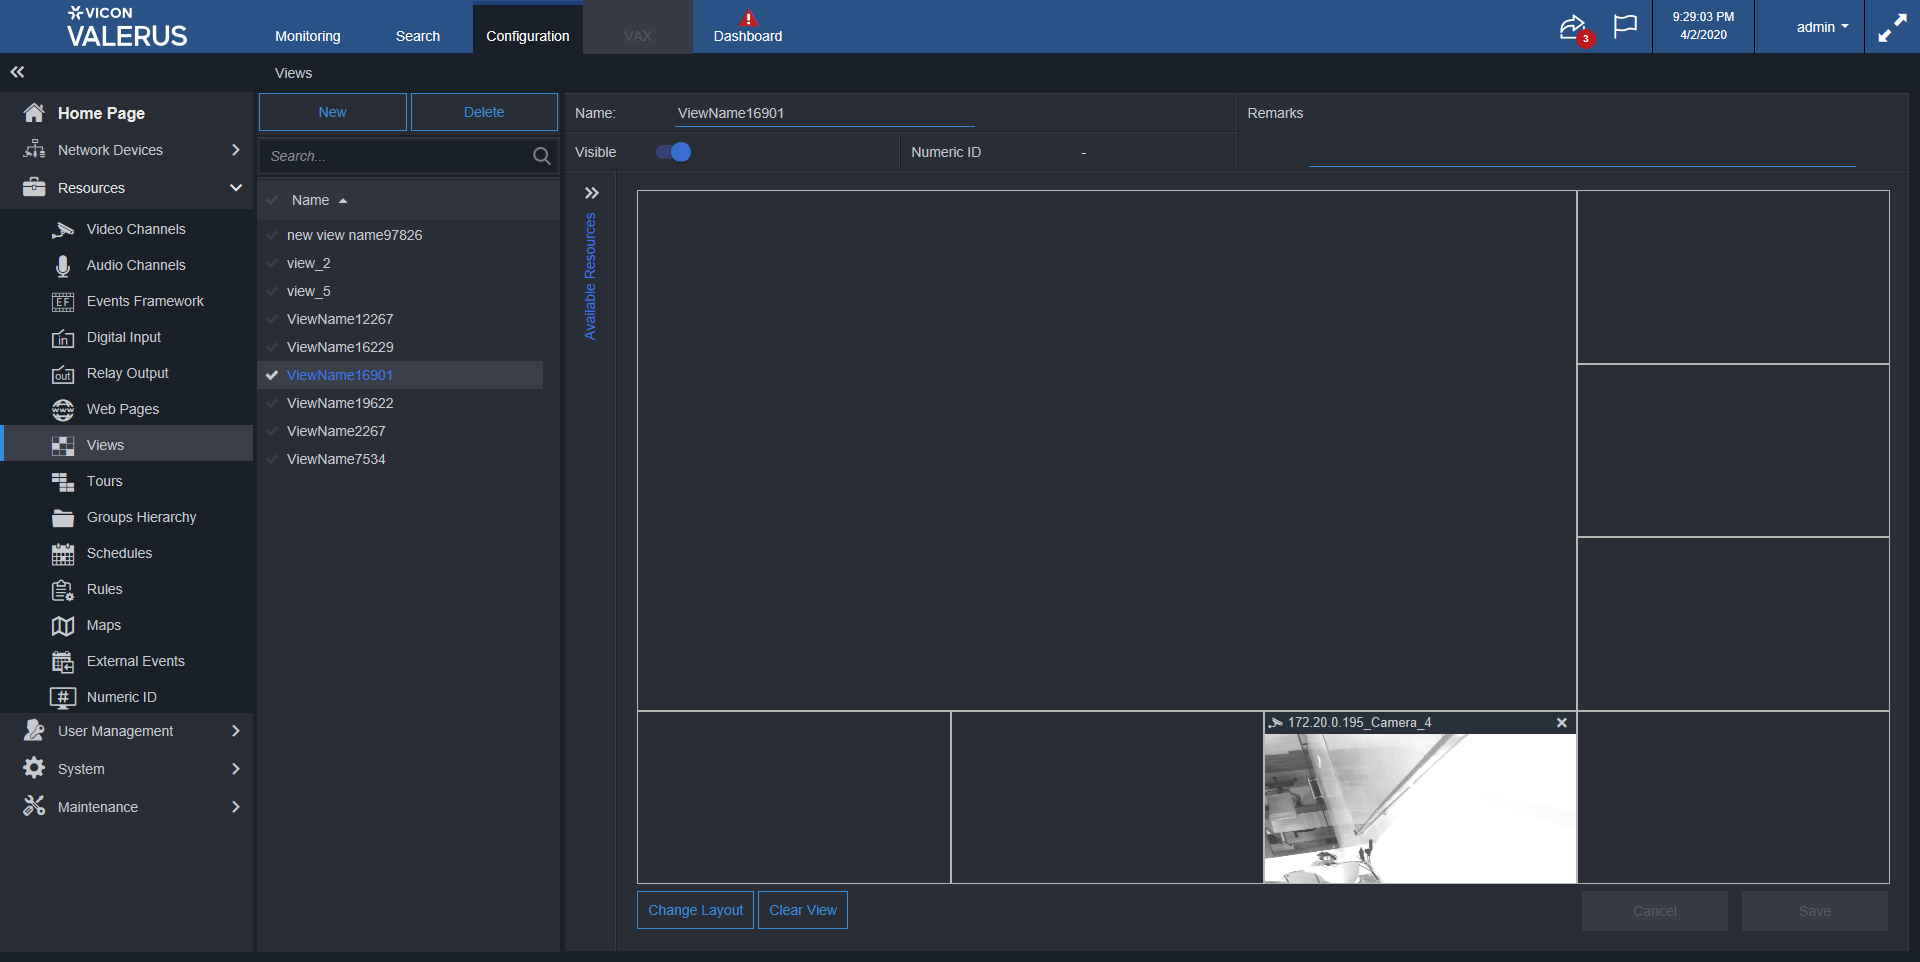 VICON
VALERUS
Monitoring
Search
Configuration
VAX
Dashboard
3
9:29:03 PM
4/2/2020
admin
Views
Home Page
Network Devices
Resources
Video Channels
Audio Channels
EF
Events Framework
in
Digital Input
out
Relay Output
www
Web Pages
Views
Tours
Groups Hierarchy
Schedules
Rules
Maps
External Events
#
Numeric ID
User Management
System
Maintenance
New
Delete
Search...
Name
new view name97826
view_2
view_5
ViewName12267
ViewName16229
ViewName16901
ViewName19622
ViewName2267
ViewName7534
Name:
ViewName16901
Remarks
Visible
Numeric ID
-
Available Resources
172.20.0.195_Camera_4
Change Layout
Clear View
Cancel
Save